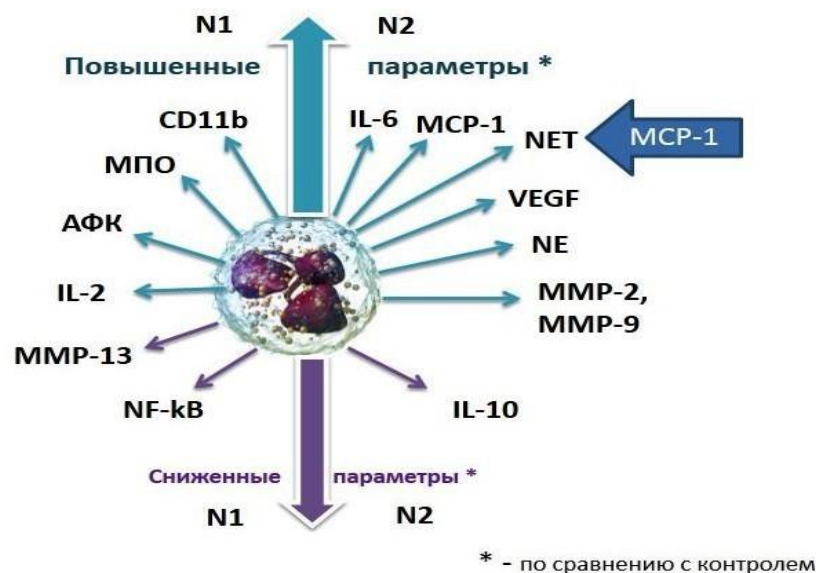 N1 N2
Повышенные параметры *
CD11b IL-6 MCP-1
NET MCP-1
МПО
VEGF
АФК
NE
IL-2
MMP-2,
MMP-9
MMP-13
NF-kB IL-10
Сниженные параметры *
N1 N2
* - по сравнению с контролем